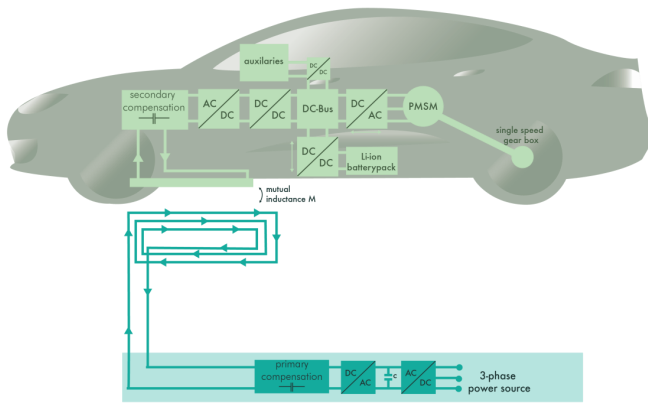 auxilaries
DC
DC
secondary
compensation
AC
DC
DC
DC
DC-Bus
DC
AC
PMSM
single speed
gear box
DC
DC
Li-ion
batterypack
mutual
inductance M
primary
compensation
DC
AC
c
AC
DC
3-phase
power source